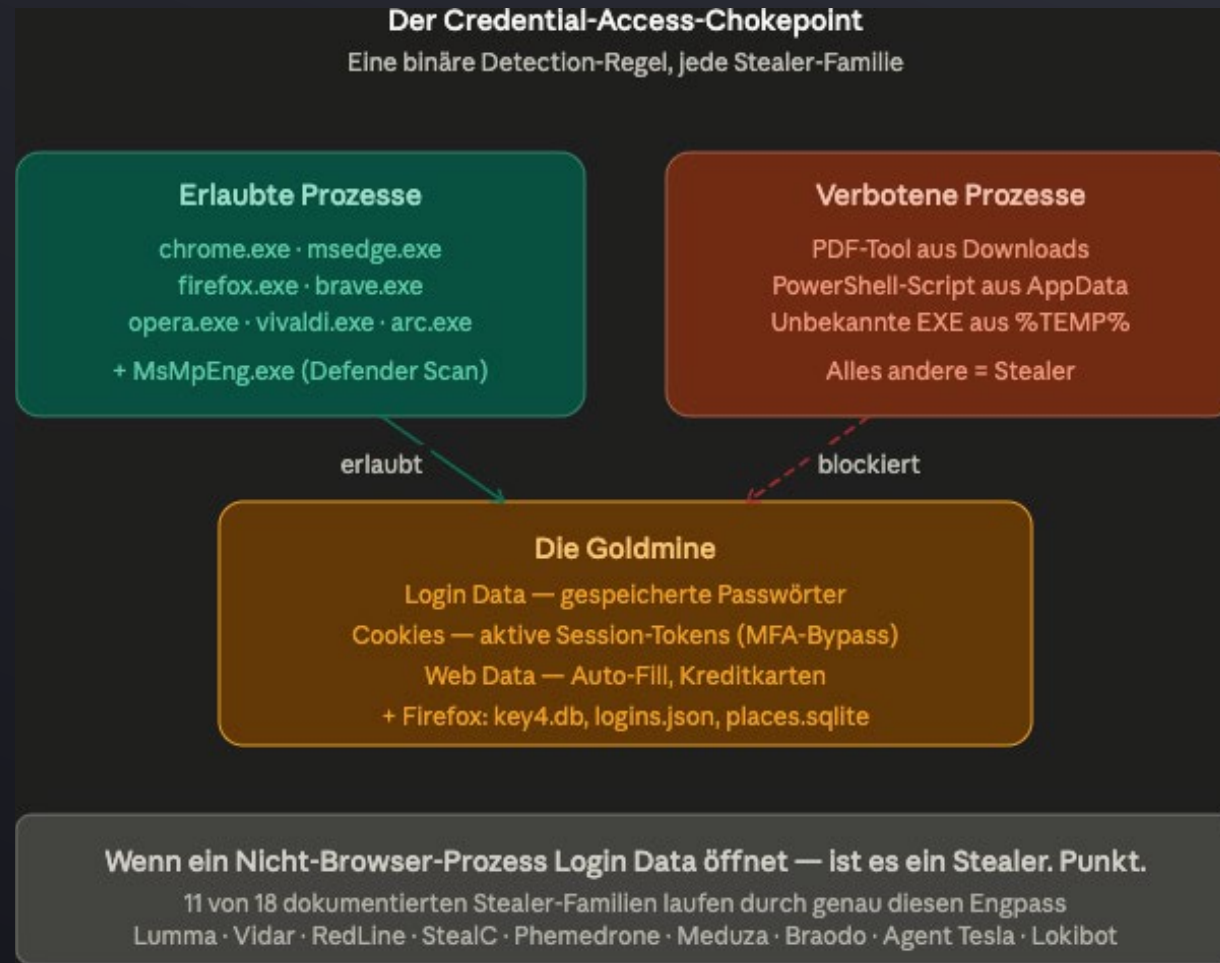 Der Credential-Access-Chokepoint
Eine binäre Detection-Regel, jede Stealer-Familie
Erlaubte Prozesse
chrome.exe · msedge.exe
firefox.exe · brave.exe
opera.exe · vivaldi.exe · arc.exe
+ MsMpEng.exe (Defender Scan)
Verbotene Prozesse
PDF-Tool aus Downloads
PowerShell-Script aus AppData
Unbekannte EXE aus %TEMP%
Alles andere = Stealer
erlaubt
blockiert
Die Goldmine
Login Data — gespeicherte Passwörter
Cookies — aktive Session-Tokens (MFA-Bypass)
Web Data — Auto-Fill, Kreditkarten
+ Firefox: key4.db, logins.json, places.sqlite
Wenn ein Nicht-Browser-Prozess Login Data öffnet — ist es ein Stealer. Punkt.
11 von 18 dokumentierten Stealer-Familien laufen durch genau diesen Engpass
Lumma · Vidar · RedLine · StealC · Phemedrone · Meduza · Braodo · Agent Tesla · Lokibot